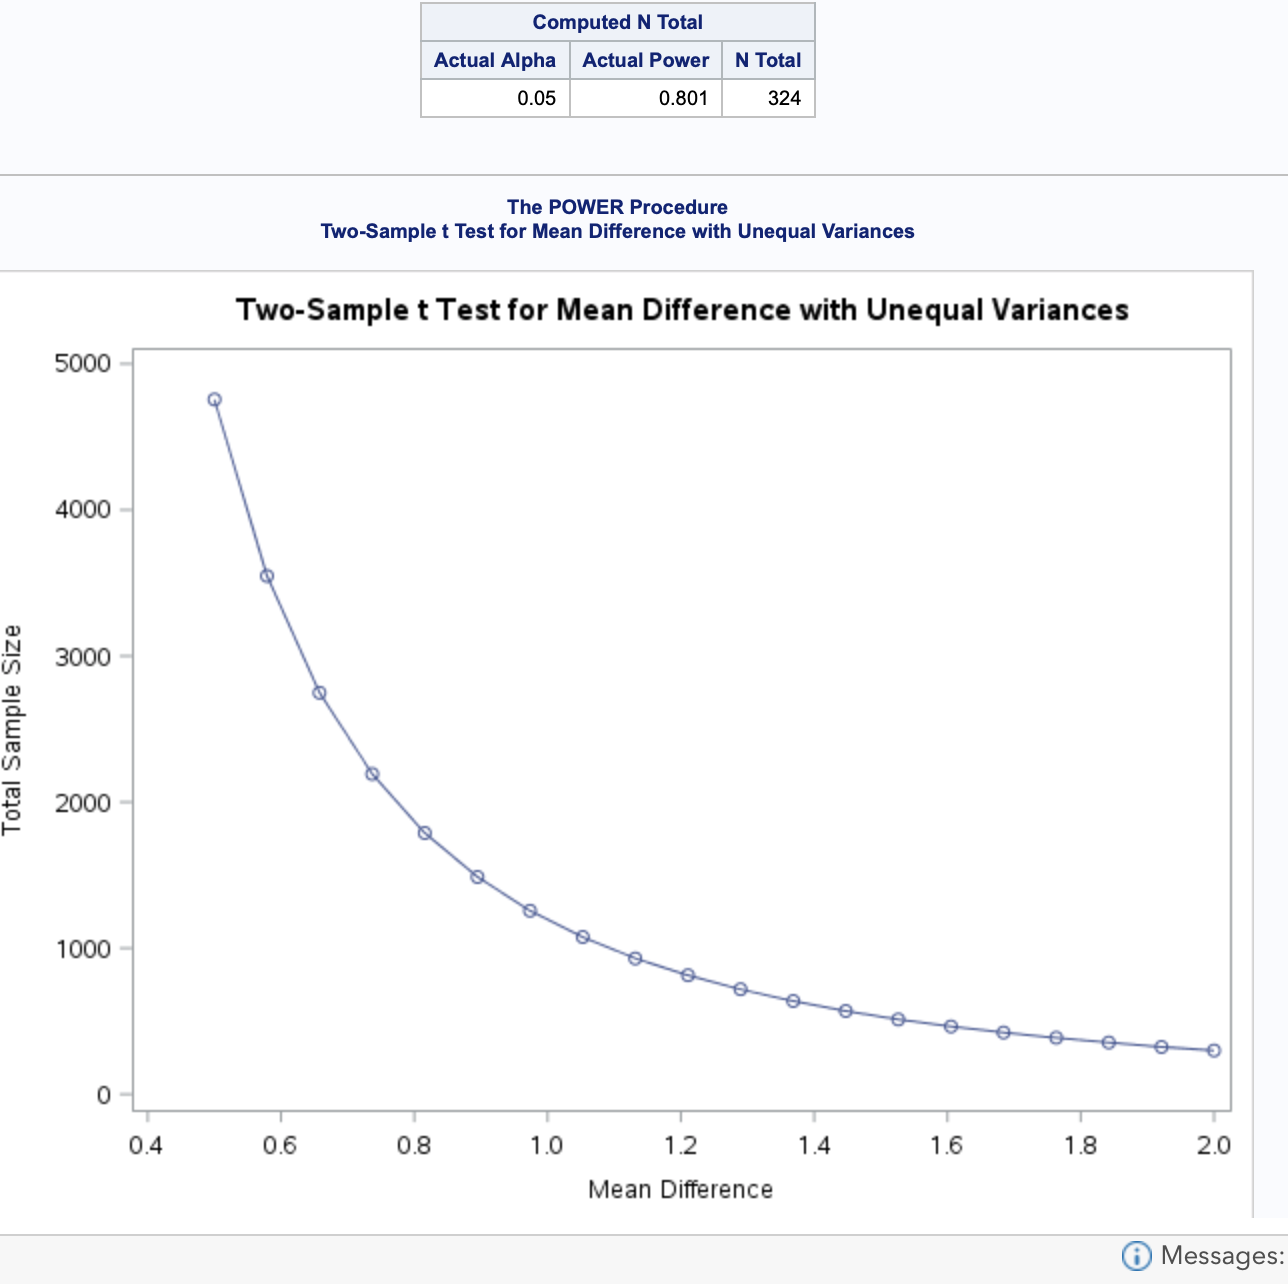 Computed N Total
Actual Alpha Actual Power N Total
0.05 0.801 324
The POWER Procedure
Two-Sample t Test for Mean Difference with Unequal Variances
Two-Sample t Test for Mean Difference with Unequal Variances
5000
4000
3000
2000
1000
0
Total Sample Size
0.4 0.6 0.8 1.0 1.2 1.4 1.6 1.8 2.0
Mean Difference
Messages: